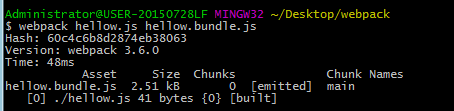 Administrator@USER-20150728LF MINGW32 ~/Desktop/webpack
$ webpack hellow.js hellow.bundle.js
Hash: 60c4c6b8d2874eb38063
Version: webpack 3.6.0
Time: 48ms
Asset Size Chunks Chunk Names
hellow.bundle.js 2.51 kB 0 [emitted] main
[0] ./hellow.js 41 bytes {0} [built]